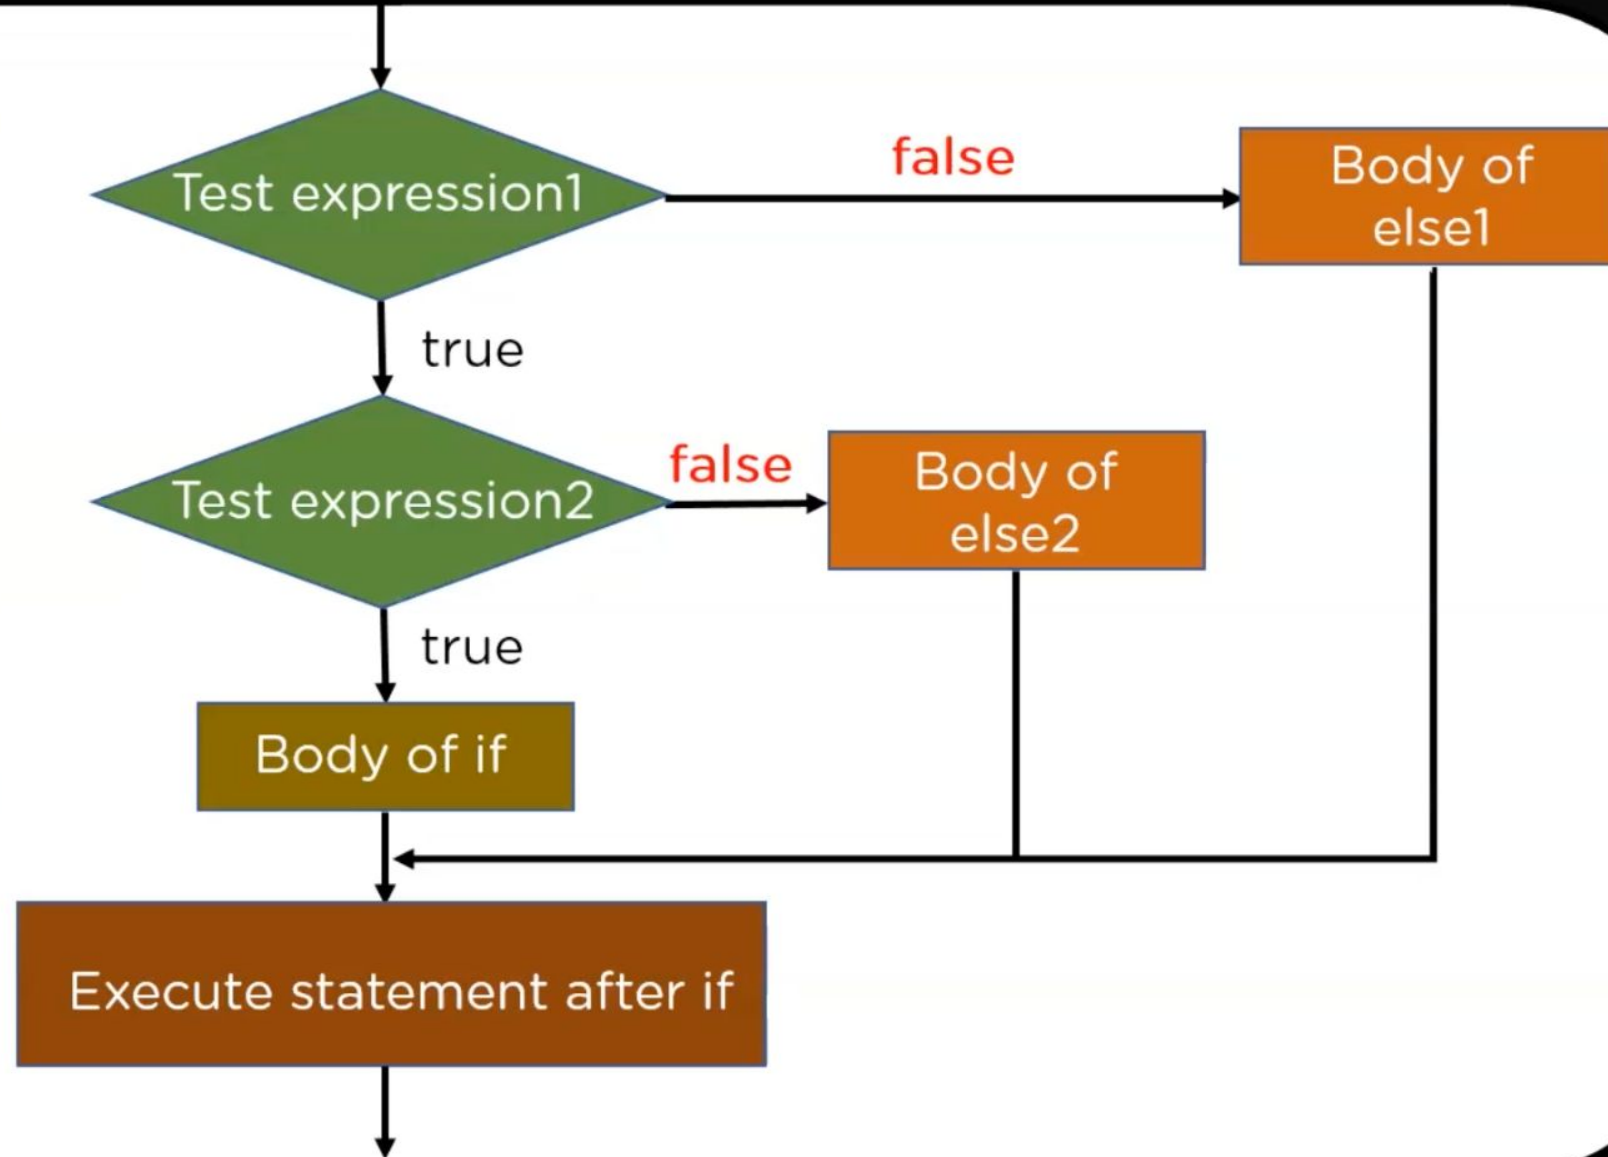 Test expression1
false
Body of
else1
true
Test expression2
false
Body of
else2
true
Body of if
Execute statement after if